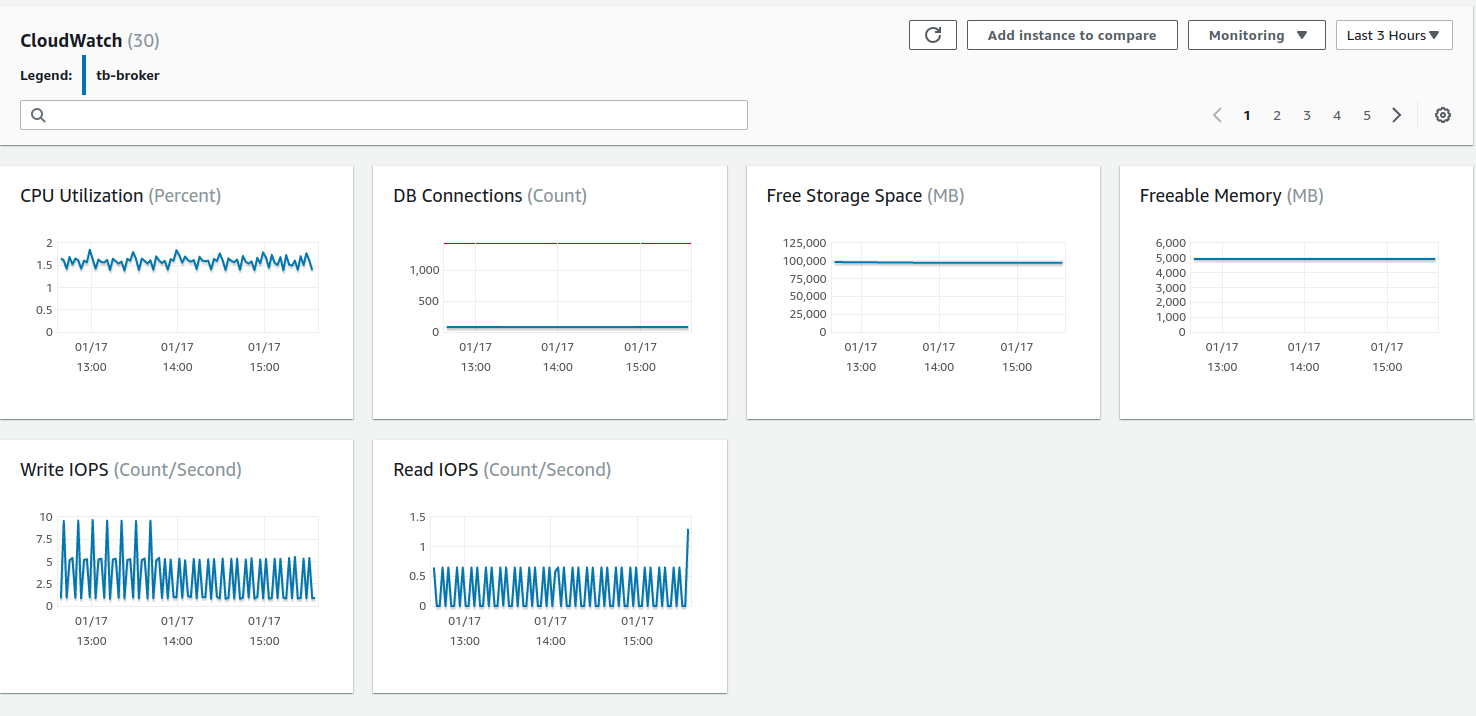 CloudWatch (30)
Add instance to compare
Monitoring
Last 3 Hours
Legend:
tb-broker
1 2 3 4 5
CPU Utilization (Percent)
2
1.5
1
0.5
0
01/17 01/17 01/17
13:00 14:00 15:00
DB Connections (Count)
1,000
500
0
01/17 01/17 01/17
13:00 14:00 15:00
Free Storage Space (MB)
125,000
100,000
75,000
50,000
25,000
0
01/17 01/17 01/17
13:00 14:00 15:00
Freeable Memory (MB)
6,000
5,000
4,000
3,000
2,000
1,000
0
01/17 01/17 01/17
13:00 14:00 15:00
Write IOPS (Count/Second)
10
7.5
5
2.5
0
01/17 01/17 01/17
13:00 14:00 15:00
Read IOPS (Count/Second)
1.5
1
0.5
0
01/17 01/17 01/17
13:00 14:00 15:00